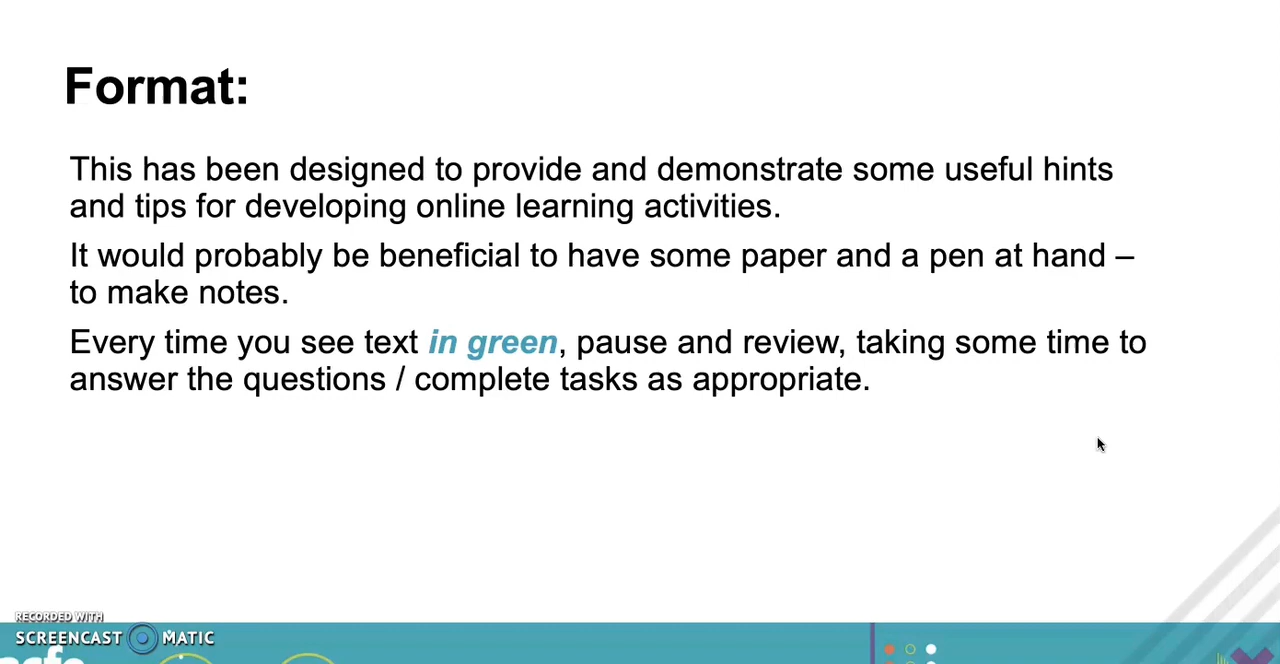 Format:
This has been designed to provide and demonstrate some useful hints
and tips for developing online learning activities.
It would probably be beneficial to have some paper and a pen at hand –
to make notes.
Every time you see text in green, pause and review, taking some time to
answer the questions / complete tasks as appropriate.
RECORDED WITH
SCREENCAST MATIC